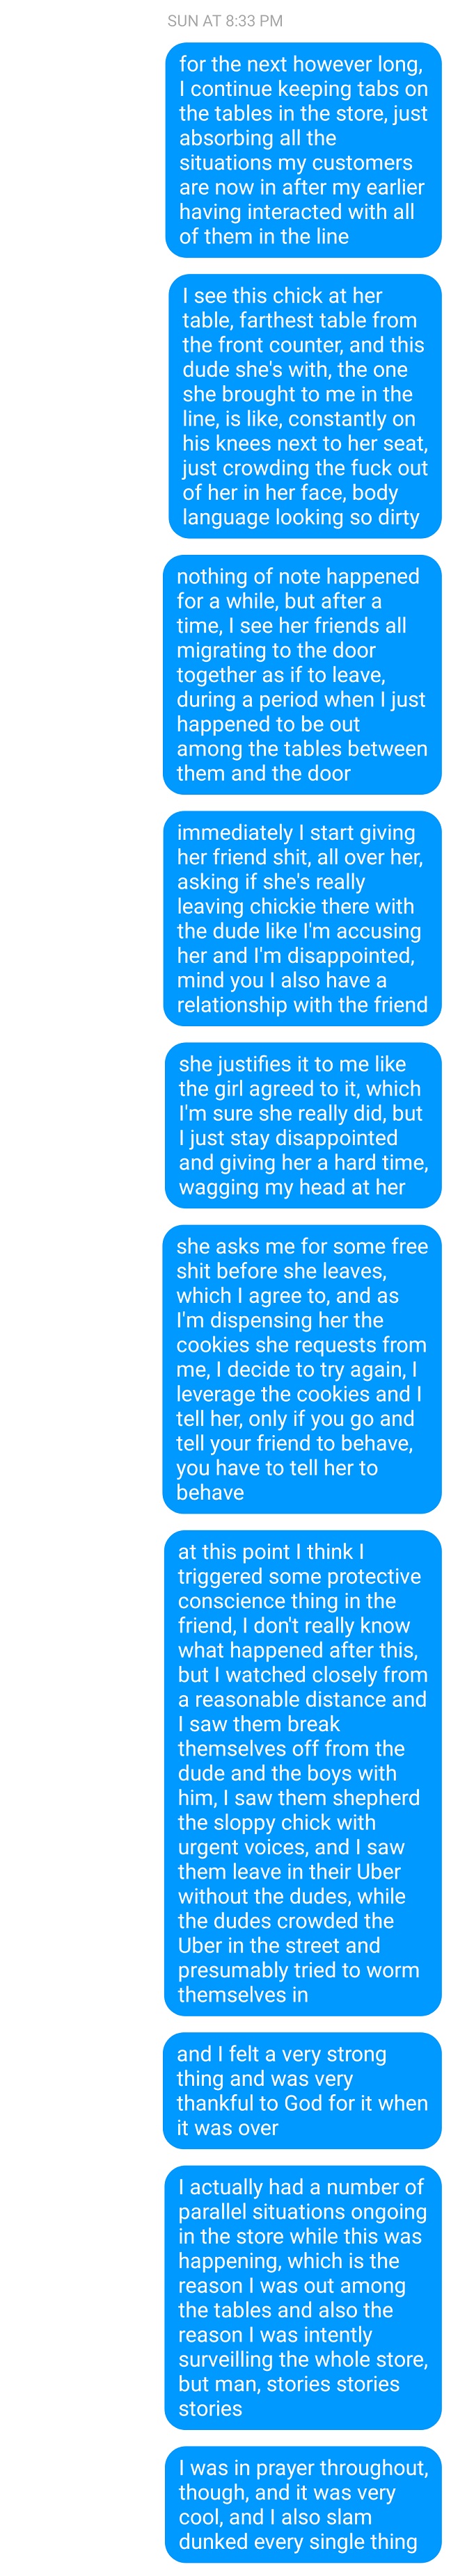 SUN AT 8:33 PM
for the next however long,
I continue keeping tabs on
the tables in the store, just
absorbing all the
situations my customers
are now in after my earlier
having interacted with all
of them in the line
I see this chick at her
table, farthest table from
the front counter, and this
dude she's with, the one
she brought to me in the
line, is like, constantly on
his knees next to her seat,
just crowding the fuck out
of her in her face, body
language looking so dirty
nothing of note happened
for a while, but after a
time, I see her friends all
migrating to the door
together as if to leave,
during a period when I just
happened to be out
among the tables between
them and the door
immediately I start giving
her friend shit, all over her,
asking if she's really
leaving chickie there with
the dude like I'm accusing
her and I'm disappointed,
mind you I also have a
relationship with the friend
she justifies it to me like
the girl agreed to it, which
I'm sure she really did, but
I just stay disappointed
and giving her a hard time,
wagging my head at her
she asks me for some free
shit before she leaves,
which I agree to, and as
I'm dispensing her the
cookies she requests from
me, I decide to try again, I
leverage the cookies and I
tell her, only if you go and
tell your friend to behave,
you have to tell her to
behave
at this point I think I
triggered some protective
conscience thing in the
friend, I don't really know
what happened after this,
but I watched closely from
a reasonable distance and
I saw them break
themselves off from the
dude and the boys with
him, I saw them shepherd
the sloppy chick with
urgent voices, and I saw
them leave in their Uber
without the dudes, while
the dudes crowded the
Uber in the street and
presumably tried to worm
themselves in
and I felt a very strong
thing and was very
thankful to God for it when
it was over
I actually had a number of
parallel situations ongoing
in the store while this was
happening, which is the
reason I was out among
the tables and also the
reason I was intently
surveilling the whole store,
but man, stories stories
stories
I was in prayer throughout,
though, and it was very
cool, and I also slam
dunked every single thing